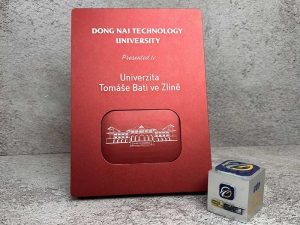 DONG NAI TECHNOLOGY
UNIVERSITY
Presented to
Univerzita
Tomáše Bati ve Zlíně